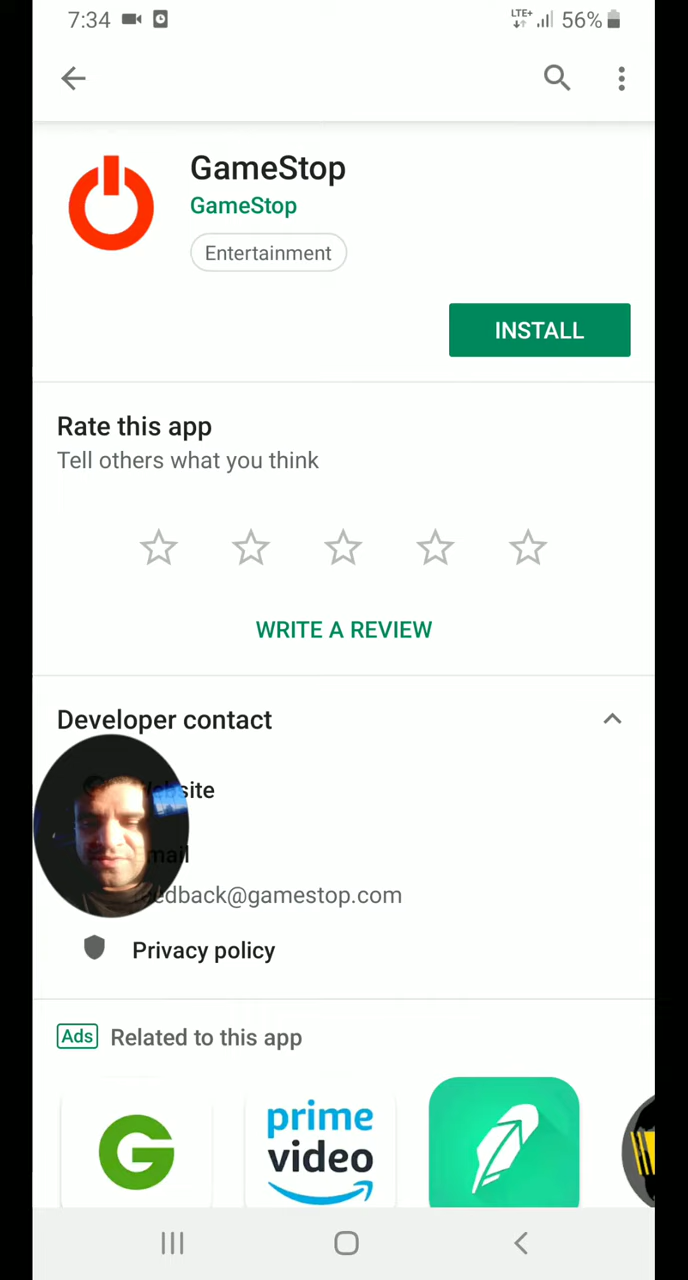 7:34 LTE+ 56%
GameStop
GameStop
Entertainment
INSTALL
Rate this app
Tell others what you think
WRITE A REVIEW
Developer contact
@gamestop.com
Privacy policy
Ads Related to this app
G
prime
video